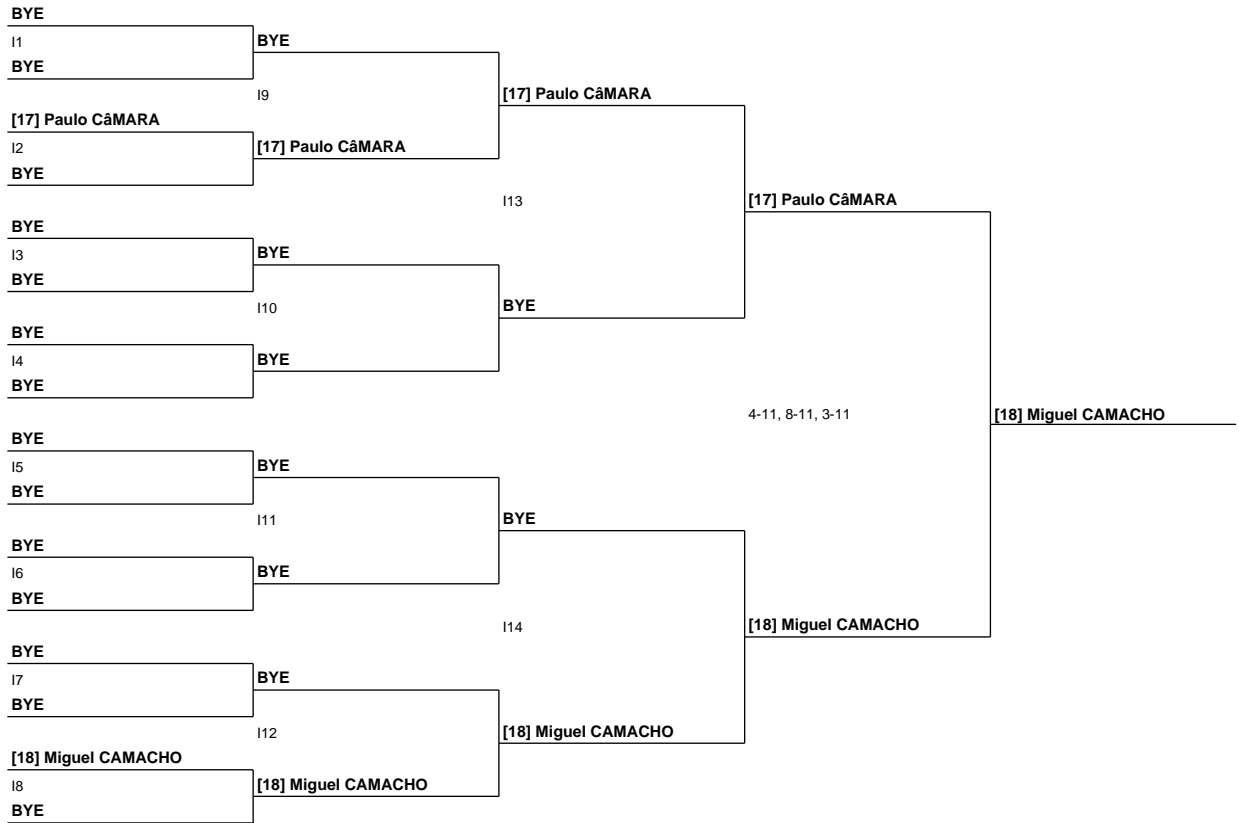 BYE
I1
BYE
BYE
I9
[17] Paulo CâMARA
[17] Paulo CâMARA
I2
[17] Paulo CâMARA
BYE
I13
[17] Paulo CâMARA
BYE
I3
BYE
BYE
I10
BYE
BYE
I4
BYE
BYE
4-11, 8-11, 3-11
[18] Miguel CAMACHO
BYE
I5
BYE
BYE
I11
BYE
BYE
I6
BYE
BYE
I14
[18] Miguel CAMACHO
BYE
I7
BYE
BYE
I12
[18] Miguel CAMACHO
[18] Miguel CAMACHO
I8
[18] Miguel CAMACHO
BYE